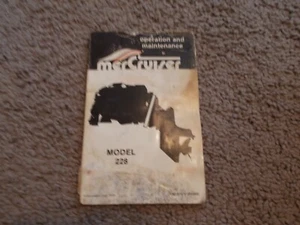 operation and
maintenance
merCruiser
MODEL
228